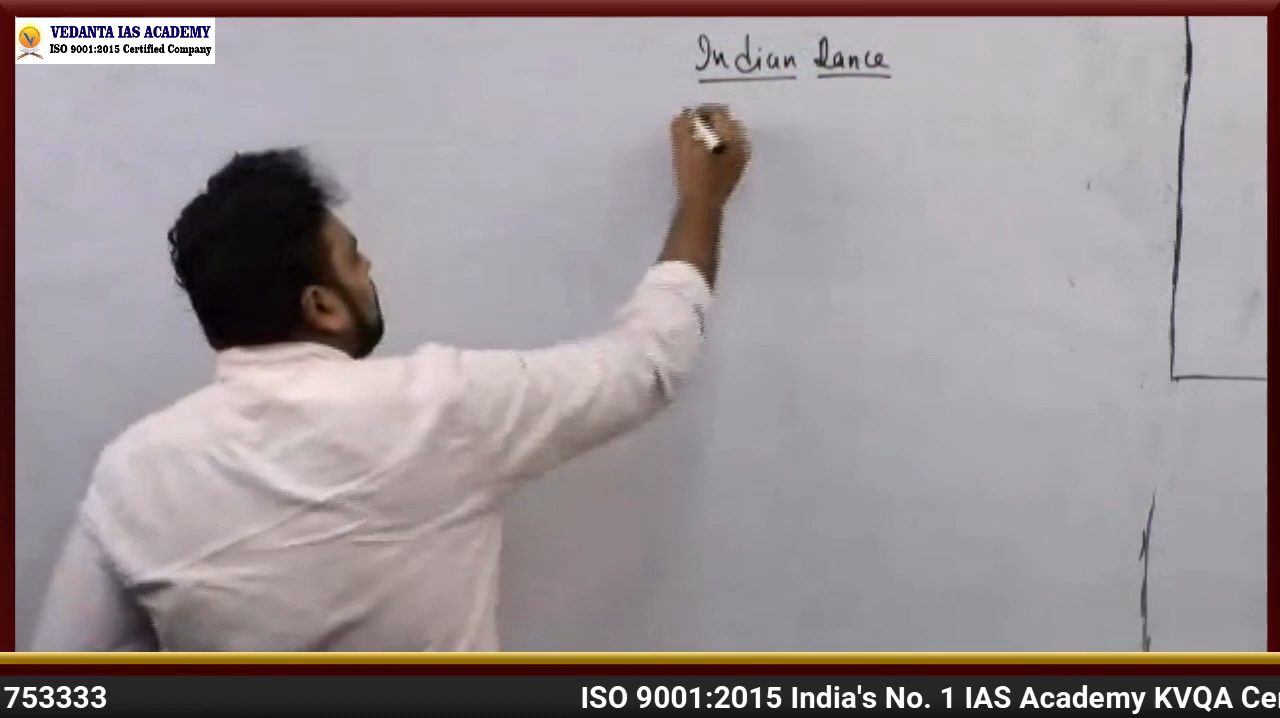 VEDANTA IAS ACADEMY
ISO 9001:2015 Certified Company
Indian Dance
753333
ISO 9001:2015 India's No. 1 IAS Academy KVQA Cer